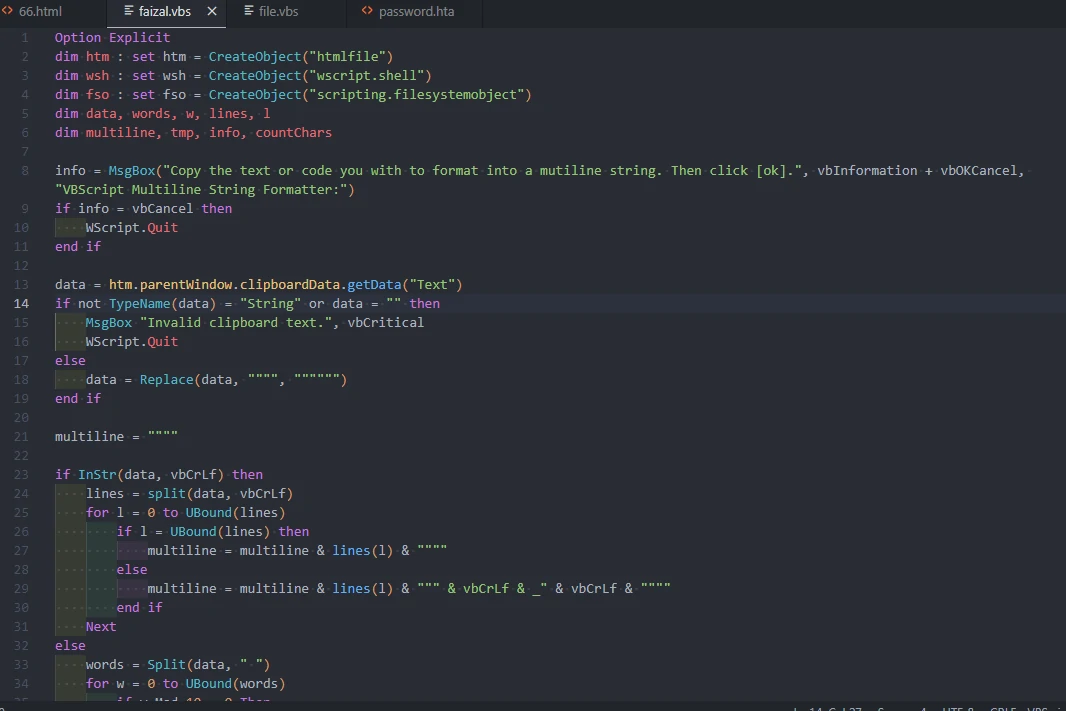 66.html faizal.vbs file.vbs password.hta
1 Option Explicit
2 dim htm : set htm = CreateObject("htmlfile")
3 dim wsh : set wsh = CreateObject("wscript.shell")
4 dim fso : set fso = CreateObject("scripting.filesystemobject")
5 dim data, words, w, lines, l
6 dim multiline, tmp, info, countChars
7
8 info = MsgBox("Copy the text or code you with to format into a mutiline string. Then click [ok].", vbInformation + vbOKCancel,
"VBScript Multiline String Formatter:")
9 if info = vbCancel then
10 WScript.Quit
11 end if
12
13 data = htm.parentWindow.clipboardData.getData("Text")
14 if not TypeName(data) = "String" or data = "" then
15 MsgBox "Invalid clipboard text.", vbCritical
16 WScript.Quit
17 else
18 data = Replace(data, """", """""")
19 end if
20
21 multiline = """"
22
23 if InStr(data, vbCrLf) then
24 lines = split(data, vbCrLf)
25 for l = 0 to UBound(lines)
26 if l = UBound(lines) then
27 multiline = multiline & lines(l) & """"
28 else
29 multiline = multiline & lines(l) & """ & vbCrLf & _" & vbCrLf & """"
30 end if
31 Next
32 else
33 words = Split(data, " ")
34 for w = 0 to UBound(words)